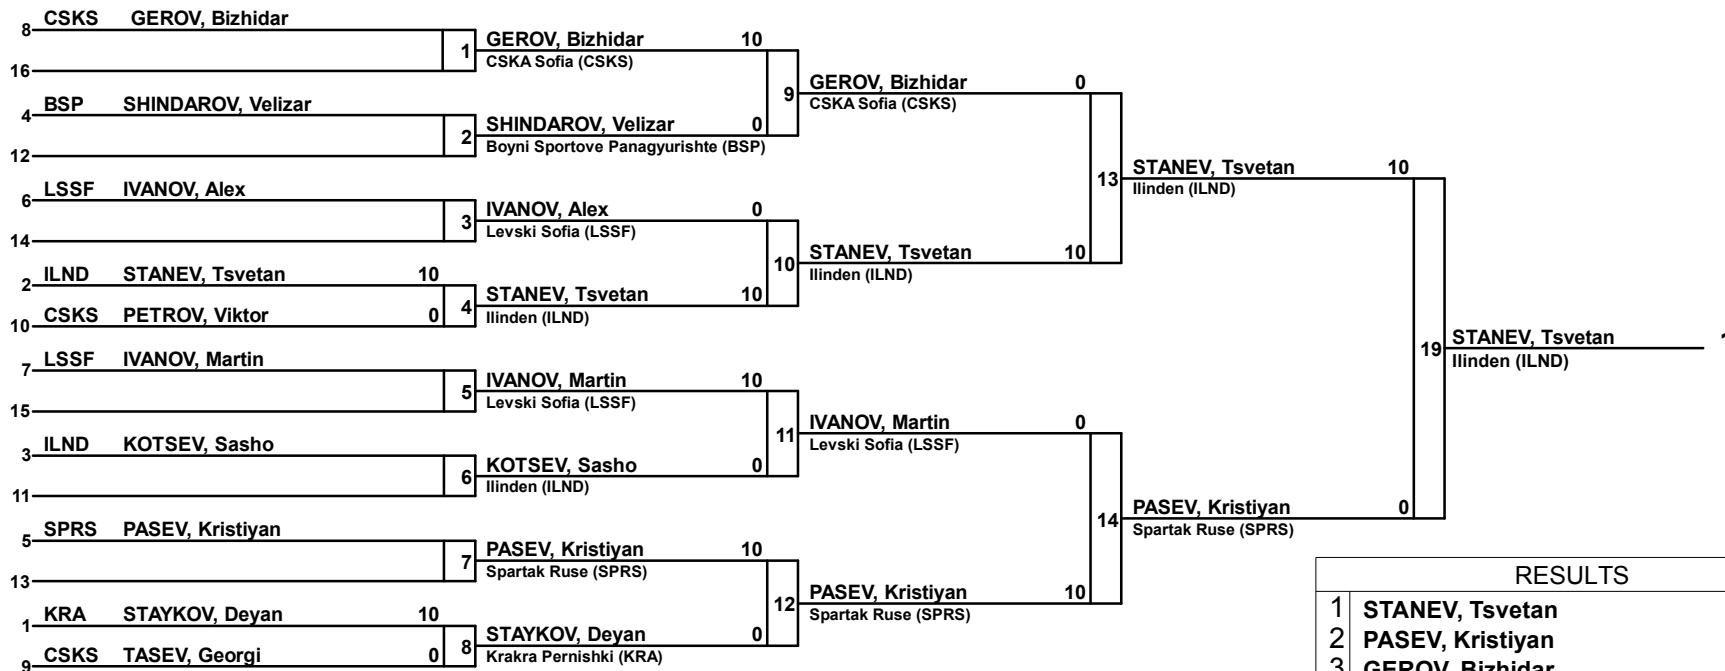 8 CSKS GEROV, Bizhidar
16
1
4 BSP SHINDAROV, Velizar
12
2
6 LSSF IVANOV, Alex
14
3
2 ILND STANEV, Tsvetan 10
10 CSKS PETROV, Viktor 0
4
7 LSSF IVANOV, Martin
15
5
3 ILND KOTSEV, Sasho
11
6
5 SPRS PASEV, Kristiyan
13
7
1 KRA STAYKOV, Deyan 10
9 CSKS TASEV, Georgi 0
8
GEROV, Bizhidar 10
CSKA Sofia (CSKS)
SHINDAROV, Velizar 0
Boyni Sportove Panagyurishte (BSP)
9
IVANOV, Alex 0
Levski Sofia (LSSF)
STANEV, Tsvetan 10
Ilinden (ILND)
10
IVANOV, Martin 10
Levski Sofia (LSSF)
KOTSEV, Sasho 0
Ilinden (ILND)
11
PASEV, Kristiyan 10
Spartak Ruse (SPRS)
STAYKOV, Deyan 0
Krakra Pernishki (KRA)
12
GEROV, Bizhidar 0
CSKA Sofia (CSKS)
STANEV, Tsvetan 10
Ilinden (ILND)
13
IVANOV, Martin 0
Levski Sofia (LSSF)
PASEV, Kristiyan 10
Spartak Ruse (SPRS)
14
STANEV, Tsvetan 10
Ilinden (ILND)
PASEV, Kristiyan 0
Spartak Ruse (SPRS)
19
STANEV, Tsvetan
Ilinden (ILND)
RESULTS
1 STANEV, Tsvetan
2 PASEV, Kristiyan
3 GEROV, Bizhidar